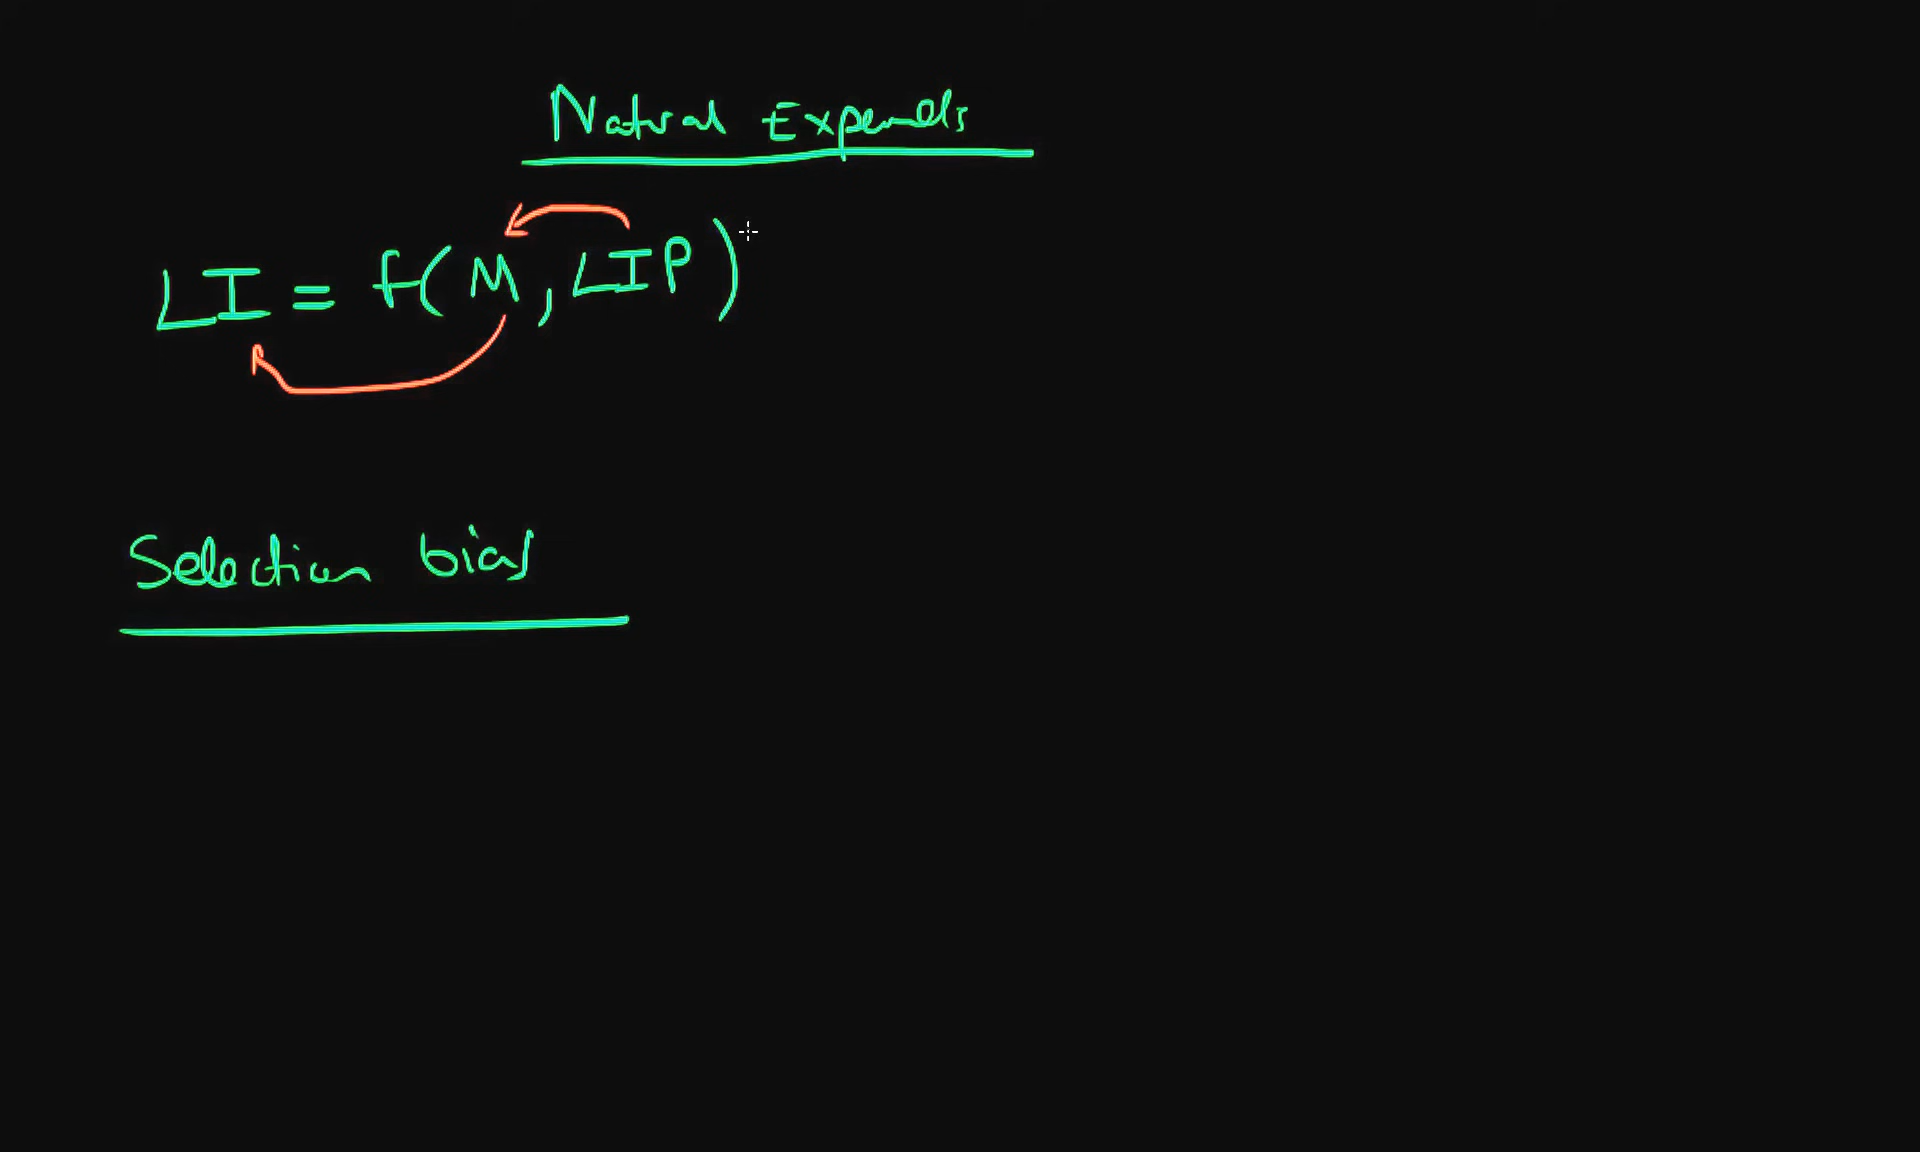 Natural Experiments
LI = f(M, LIP)
Selection bias